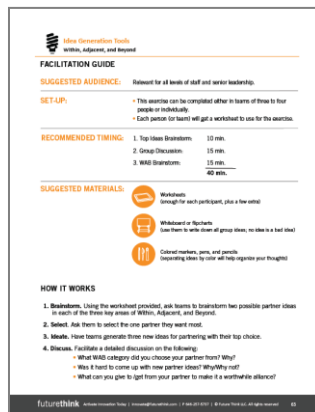 Idea Generation Tools
Within, Adjacent, and Beyond
FACILITATION GUIDE
SUGGESTED AUDIENCE: Relevant for all levels of staff and senior leadership.
SET-UP: • This exercise can be completed either in teams of three to four
people or individually.
• Each person (or team) will get a worksheet to use for the exercise.
RECOMMENDED TIMING: 1. Top Ideas Brainstorm: 10 min.
2. Group Discussion: 15 min.
3. WAB Brainstorm: 15 min.
40 min.
SUGGESTED MATERIALS: Worksheets
(enough for each participant, plus a few extra)
Whiteboard or flipcharts
(use them to write down all group ideas; no idea is a bad idea)
Colored markers, pens, and pencils
(separating ideas by color will help organize your thoughts)
HOW IT WORKS
1. Brainstorm. Using the worksheet provided, ask teams to brainstorm two possible partner ideas
in each of the three key areas of Within, Adjacent, and Beyond.
2. Select. Ask them to select the one partner they want most.
3. Ideate. Have teams generate three new ideas for partnering with their top choice.
4. Discuss. Facilitate a detailed discussion on the following:
• What WAB category did you choose your partner from? Why?
• Was it hard to come up with new partner ideas? Why/Why not?
• What can you give to /get from your partner to make it a worthwhile alliance?
futurethink